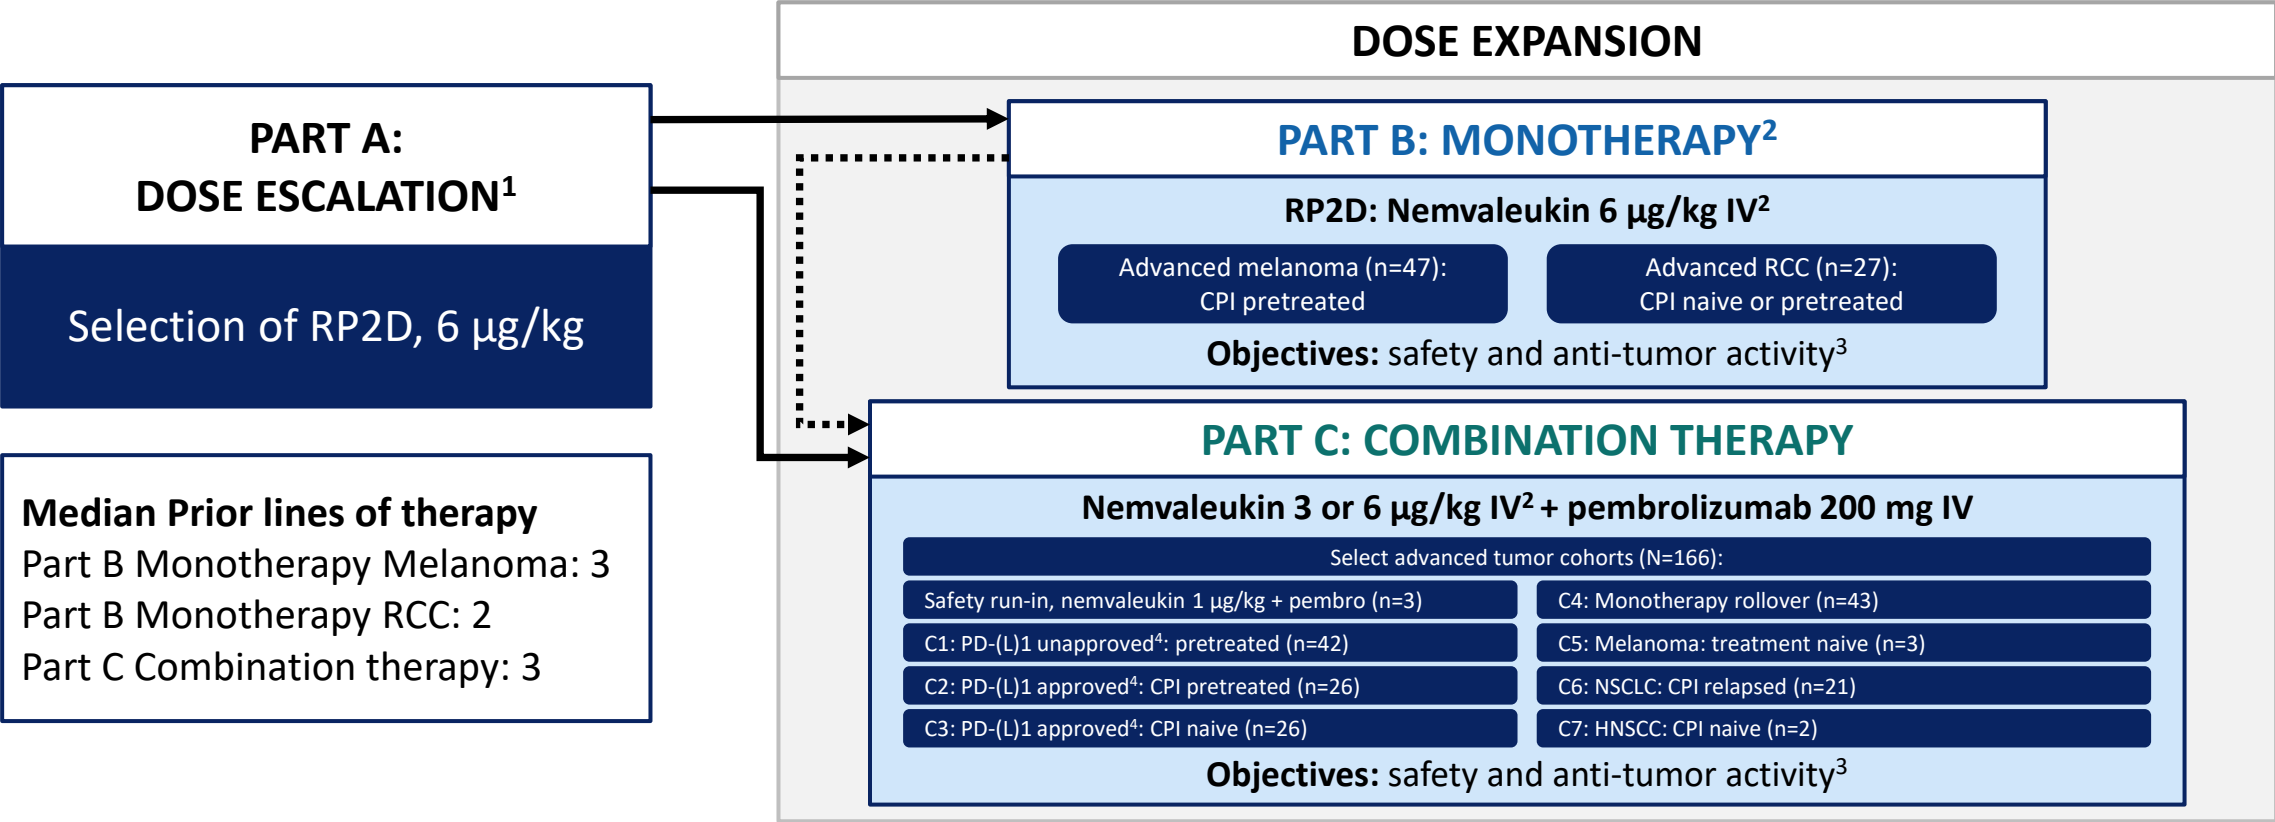 DOSE EXPANSION
PART A:
DOSE ESCALATION¹
Selection of RP2D, 6 µg/kg
Median Prior lines of therapy
Part B Monotherapy Melanoma: 3
Part B Monotherapy RCC: 2
Part C Combination therapy: 3
PART B: MONOTHERAPY²
RP2D: Nemvaleukin 6 µg/kg IV²
Advanced melanoma (n=47):
CPI pretreated
Advanced RCC (n=27):
CPI naive or pretreated
Objectives: safety and anti-tumor activity³
PART C: COMBINATION THERAPY
Nemvaleukin 3 or 6 µg/kg IV² + pembrolizumab 200 mg IV
Select advanced tumor cohorts (N=166):
Safety run-in, nemvaleukin 1 µg/kg + pembro (n=3)
C1: PD-(L)1 unapproved⁴: pretreated (n=42)
C2: PD-(L)1 approved⁴: CPI pretreated (n=26)
C3: PD-(L)1 approved⁴: CPI naive (n=26)
C4: Monotherapy rollover (n=43)
C5: Melanoma: treatment naive (n=3)
C6: NSCLC: CPI relapsed (n=21)
C7: HNSCC: CPI naive (n=2)
Objectives: safety and anti-tumor activity³